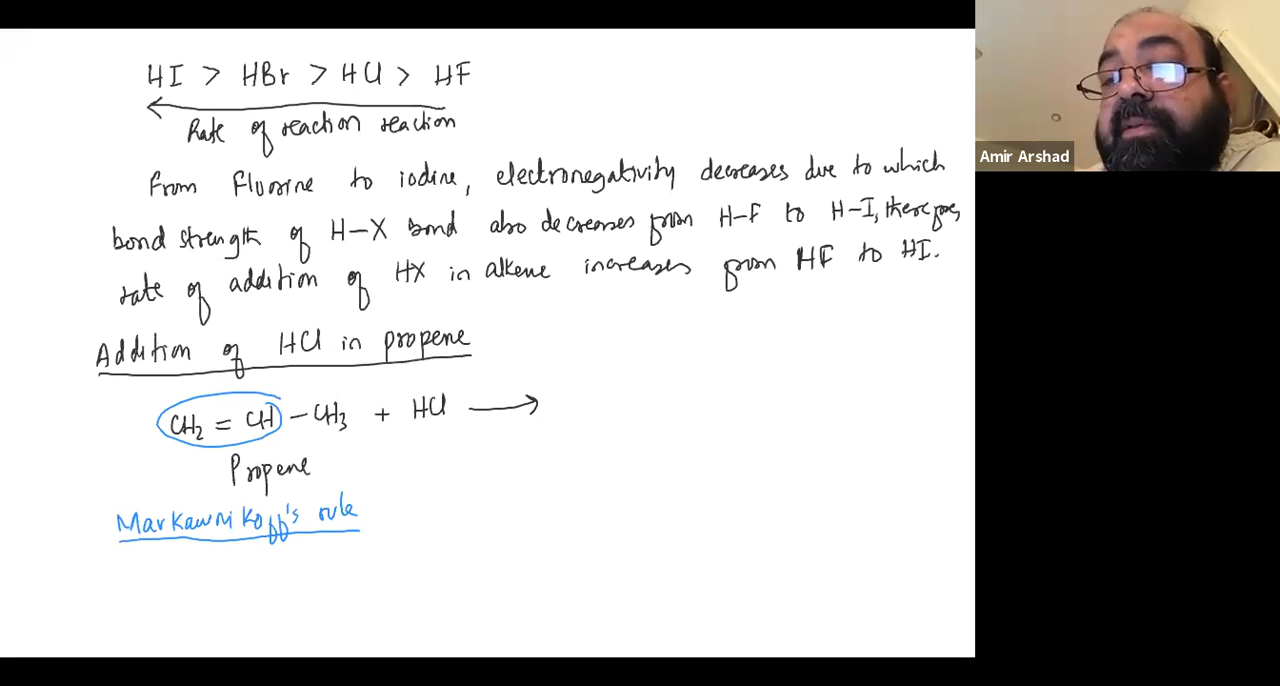 HI > HBr > HCl > HF
Rate of reaction reaction
From Fluorine to iodine, electronegativity decreases due to which
bond strength of H-X bond also decreases from H-F to H-I, therefore,
rate of addition of HX in alkene increases from HF to HI.
Addition of HCl in propene
CH₂ = CH - CH₃ + HCl ⟶
Propene
Markawnikoff's rule
Amir Arshad